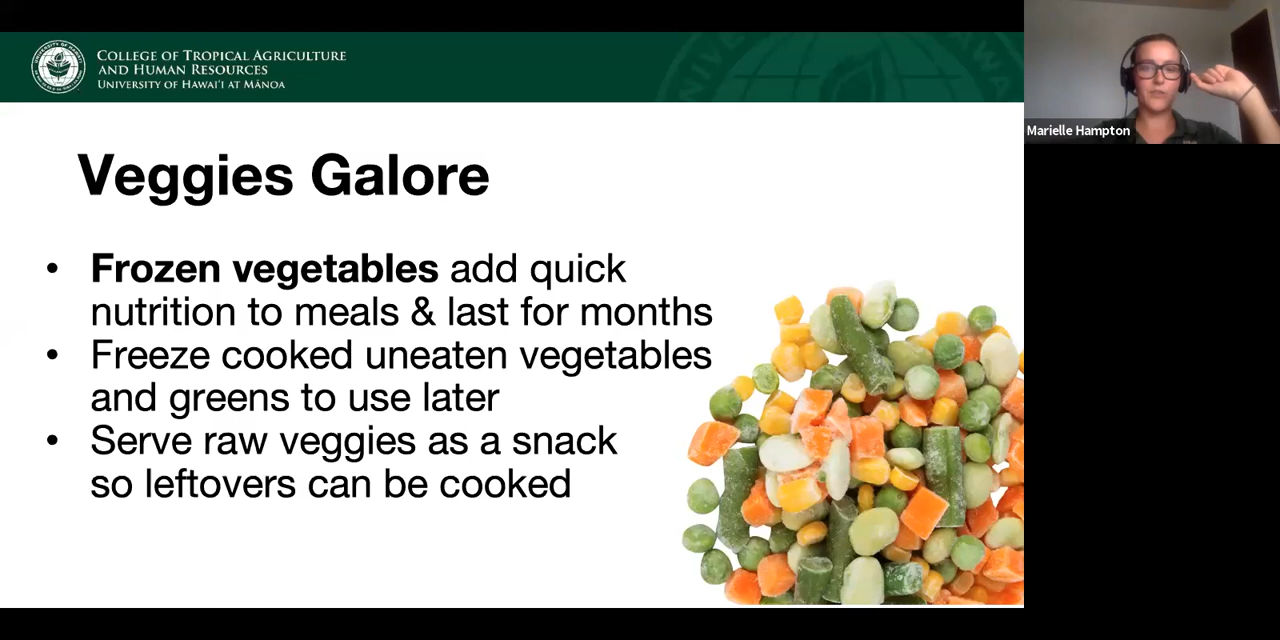 COLLEGE OF TROPICAL AGRICULTURE
AND HUMAN RESOURCES
UNIVERSITY OF HAWAI'I AT MĀNOA
Marielle Hampton
Veggies Galore
• Frozen vegetables add quick
nutrition to meals & last for months
• Freeze cooked uneaten vegetables
and greens to use later
• Serve raw veggies as a snack
so leftovers can be cooked